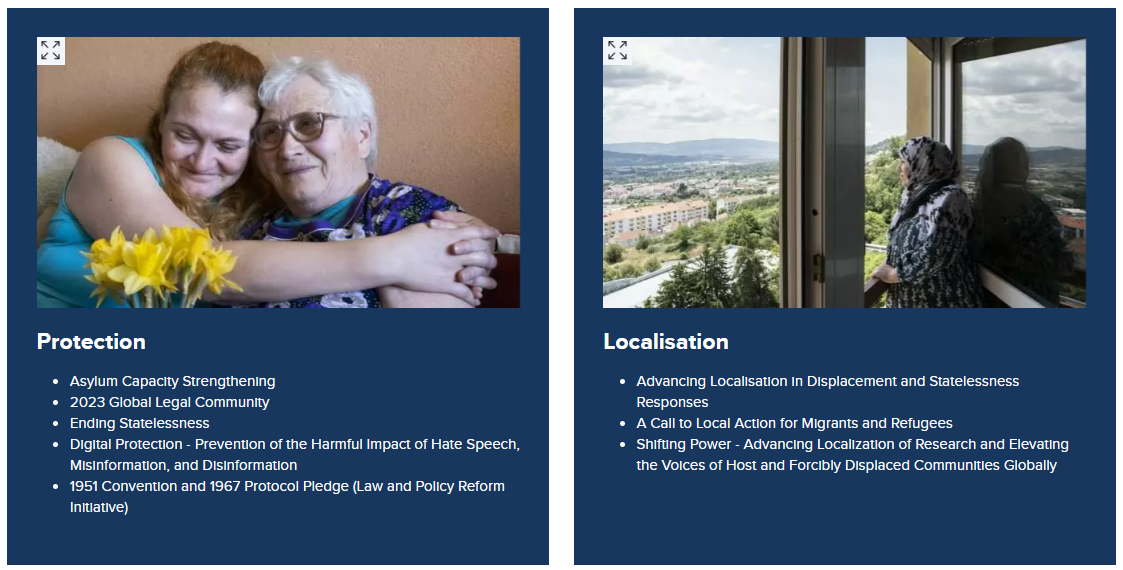 Protection
Asylum Capacity Strengthening
2023 Global Legal Community
Ending Statelessness
Digital Protection - Prevention of the Harmful Impact of Hate Speech,
Misinformation, and Disinformation
1951 Convention and 1967 Protocol Pledge (Law and Policy Reform
Initiative)
Localisation
Advancing Localisation in Displacement and Statelessness
Responses
A Call to Local Action for Migrants and Refugees
Shifting Power - Advancing Localization of Research and Elevating
the Voices of Host and Forcibly Displaced Communities Globally